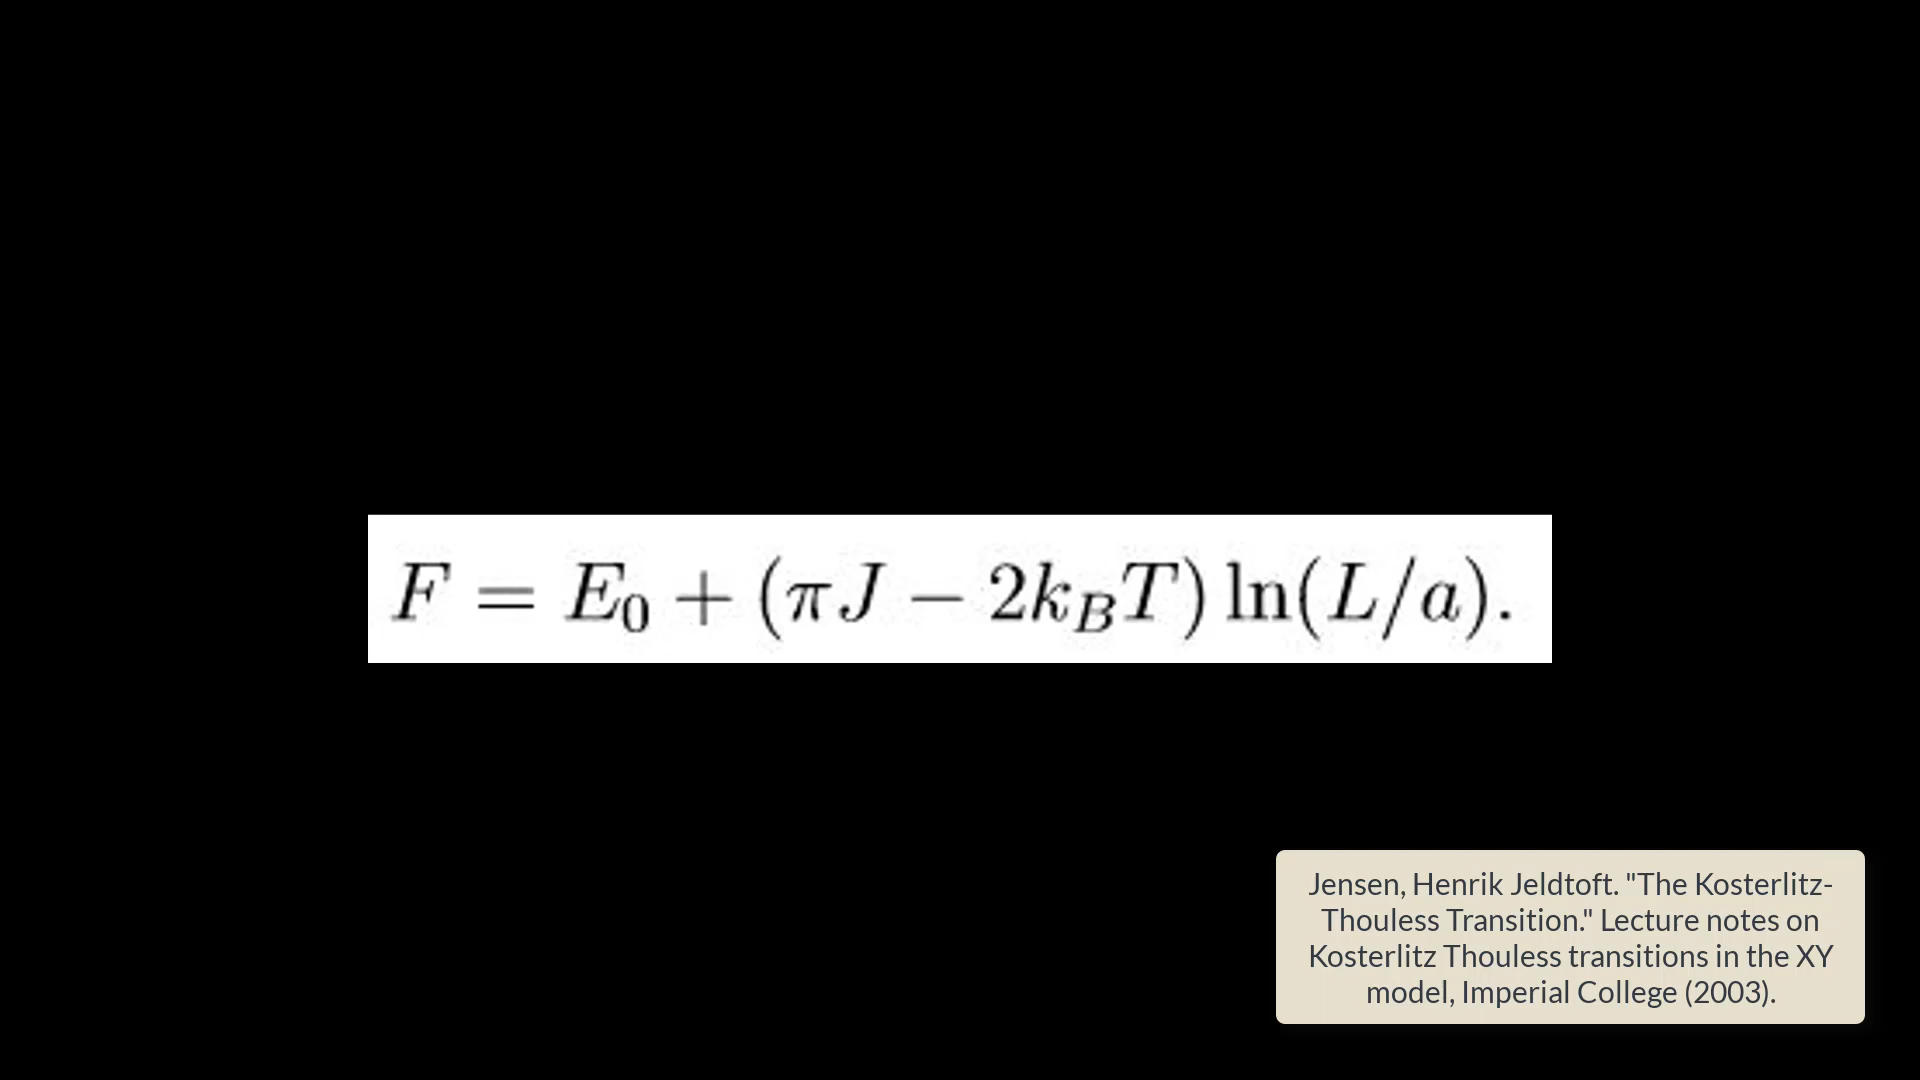 F = E₀ + (πJ − 2k_BT) ln(L/a).
Jensen, Henrik Jeldtoft. "The Kosterlitz-
Thouless Transition." Lecture notes on
Kosterlitz Thouless transitions in the XY
model, Imperial College (2003).